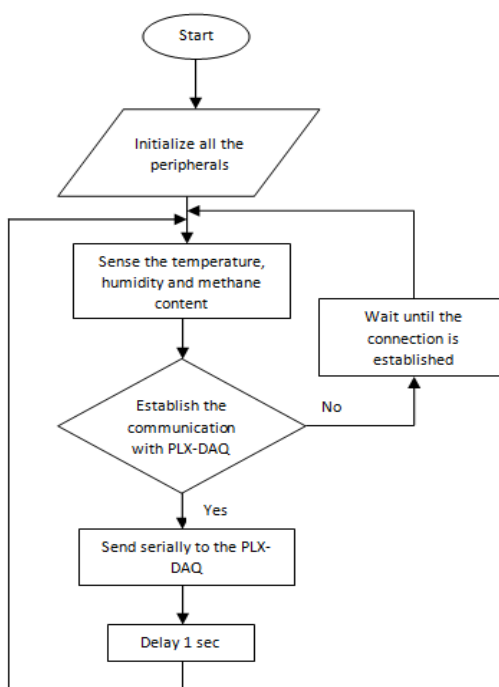 Start
Initialize all the
peripherals
Sense the temperature,
humidity and methane
content
Wait until the
connection is
established
Establish the
communication
with PLX-DAQ
No
Yes
Send serially to the PLX-
DAQ
Delay 1 sec